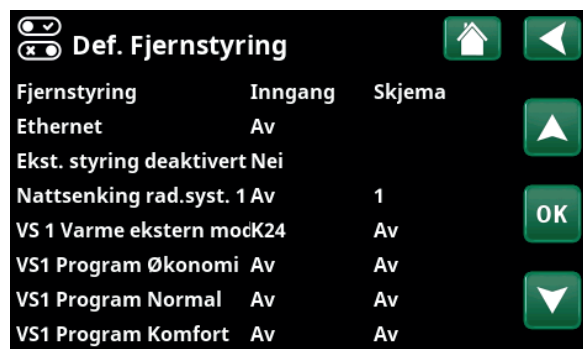 Def. Fjernstyring
Fjernstyring Inngang Skjema
Ethernet Av
Ekst. styring deaktivert Nei
Nattsenking rad.syst. 1 Av 1
OK
VS 1 Varme ekstern mod K24 Av
VS1 Program Økonomi Av Av
VS1 Program Normal Av Av
VS1 Program Komfort Av Av